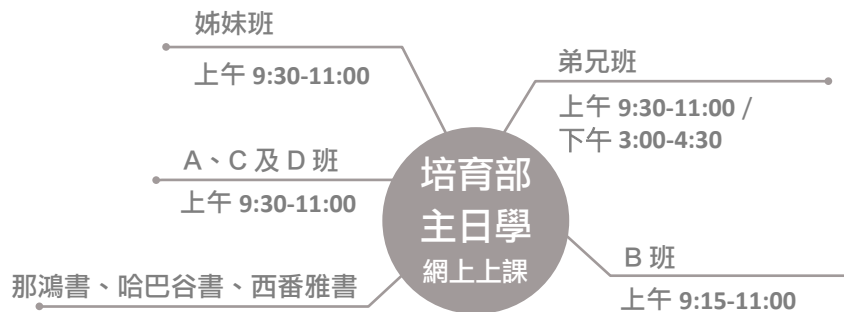 姊妹班
上午 9:30-11:00
弟兄班
上午 9:30-11:00 /
下午 3:00-4:30
A、C 及 D 班
上午 9:30-11:00
培育部
主日學
網上上課
B 班
上午 9:15-11:00
那鴻書、哈巴谷書、西番雅書